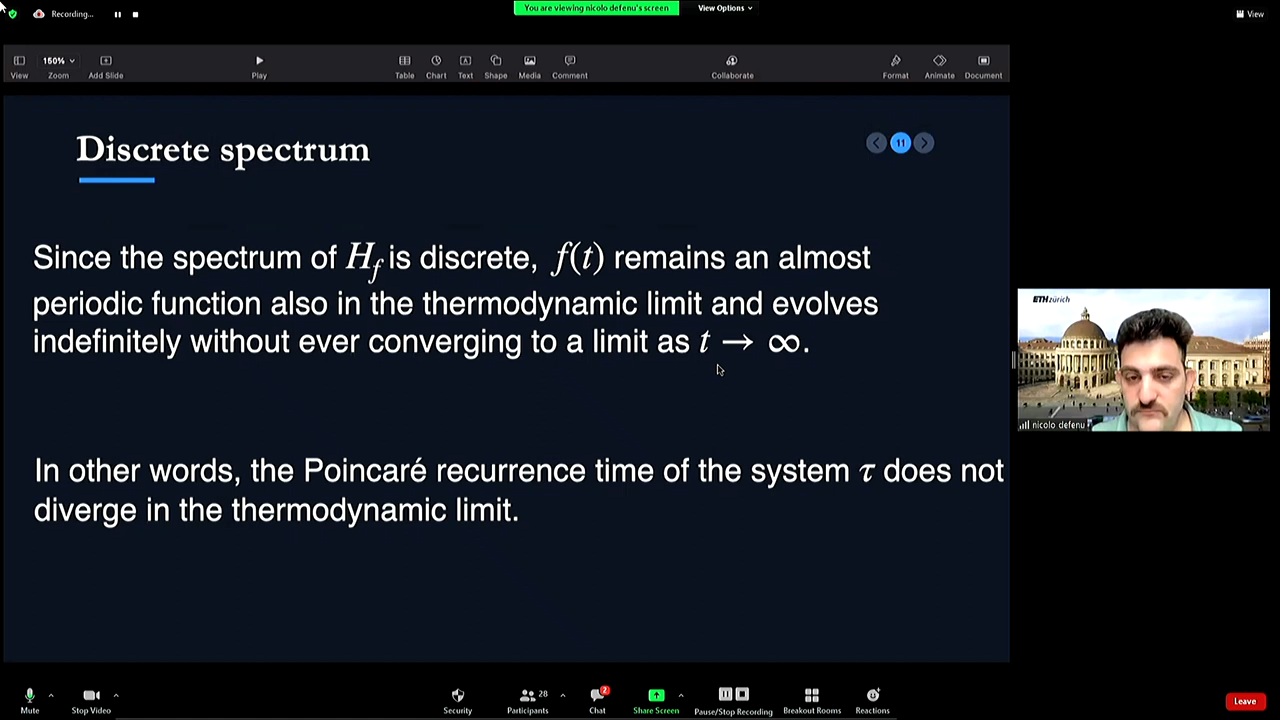 Recording...
You are viewing nicolo defenu's screen
View Options
View
150%
View
Zoom
Add Slide
Play
Table
Chart
Text
Shape
Media
Comment
Collaborate
Format
Animate
Document
Discrete spectrum
11
Since the spectrum of H_f is discrete, f(t) remains an almost
periodic function also in the thermodynamic limit and evolves
indefinitely without ever converging to a limit as t → ∞.
In other words, the Poincaré recurrence time of the system τ does not
diverge in the thermodynamic limit.
ETH zürich
nicolo defenu
Mute
Stop Video
Security
Participants
28
Chat
2
Share Screen
Pause/Stop Recording
Breakout Rooms
Reactions
Leave